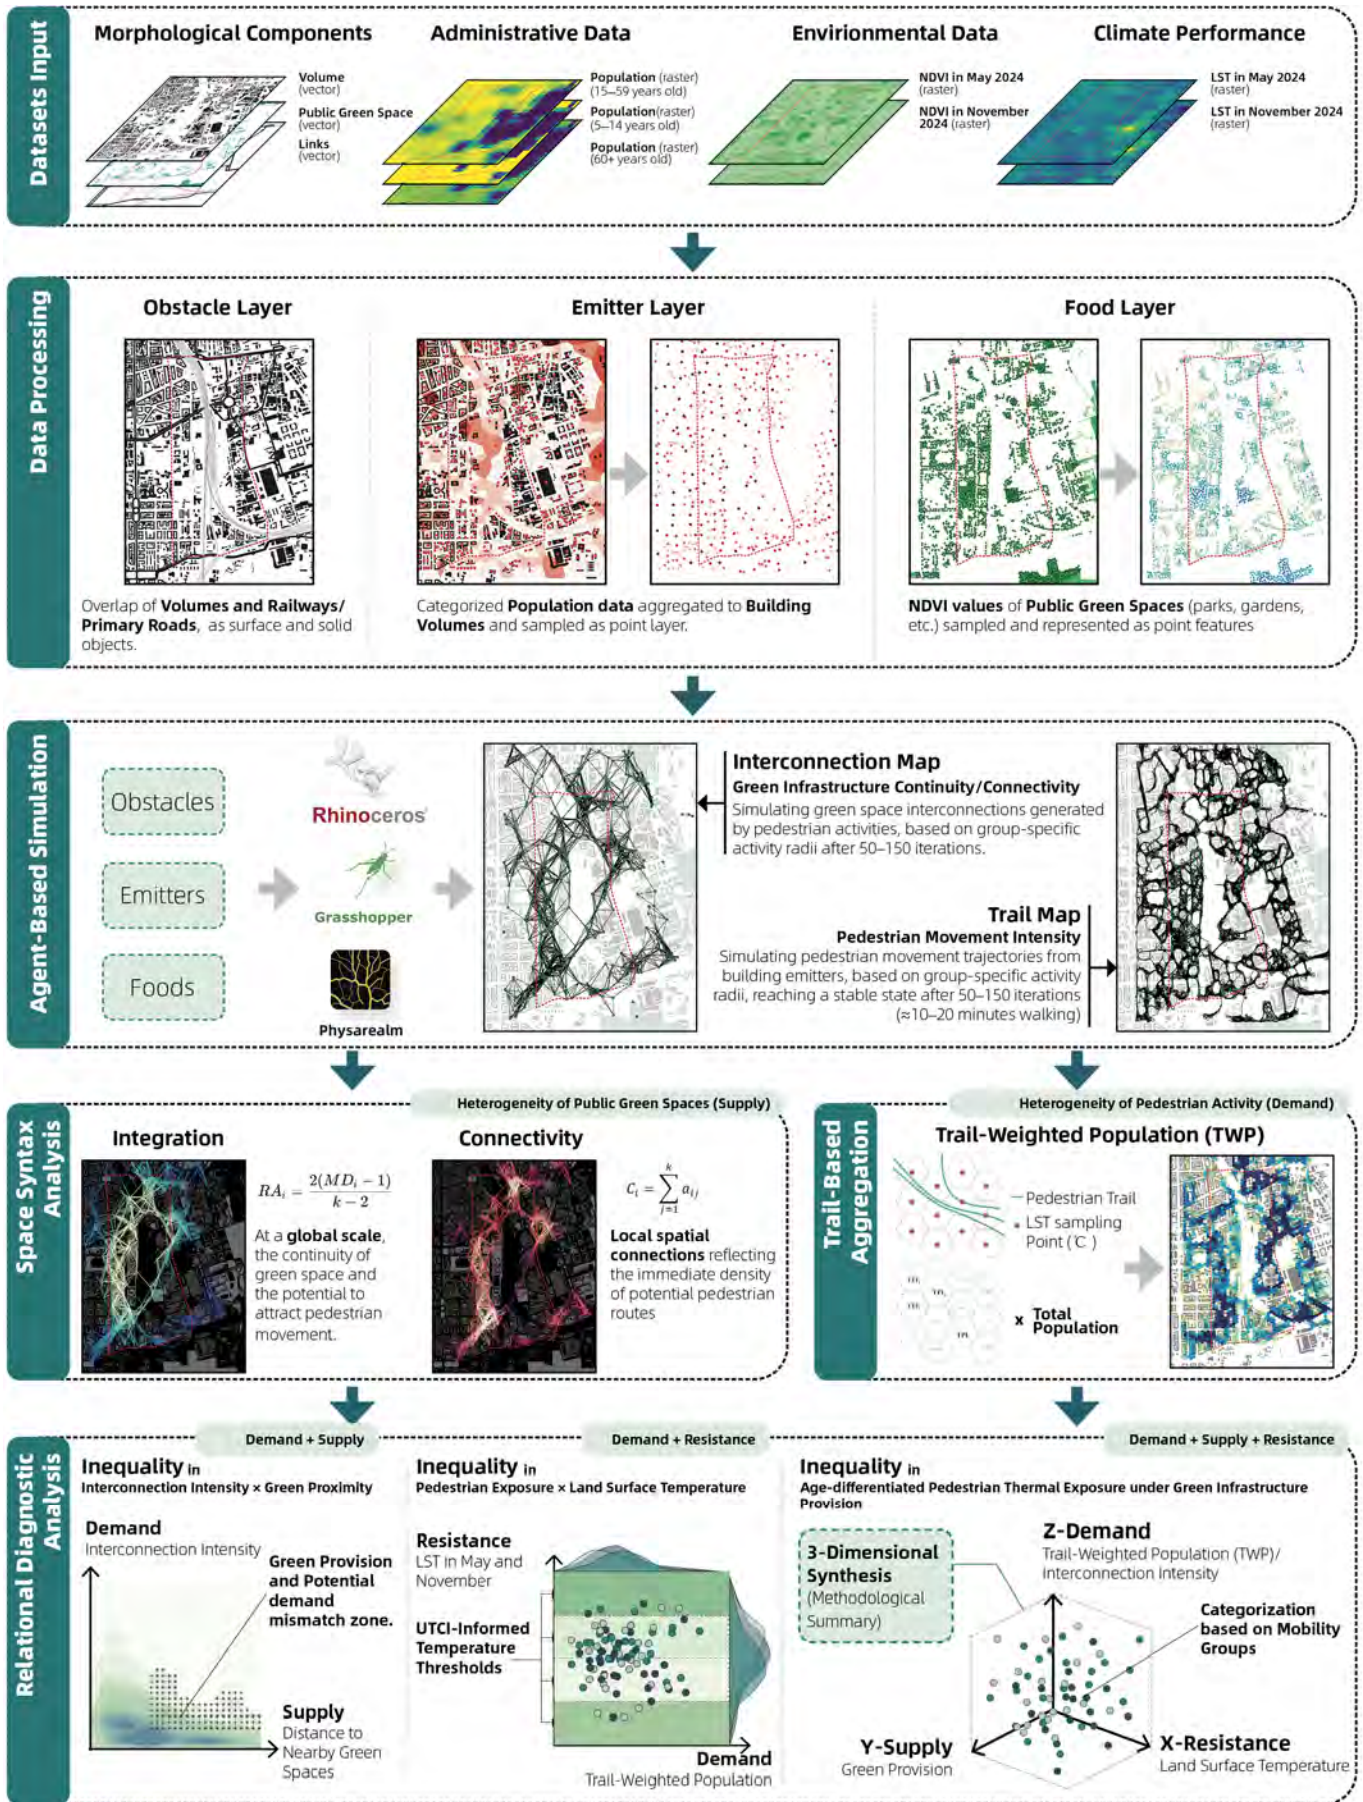 Datasets Input
Morphological Components
Volume
(vector)
Public Green Space
(vector)
Links
(vector)
Administrative Data
Population (raster)
(15–59 years old)
Population(raster)
(5–14 years old)
Population (raster)
(60+ years old)
Envirionmental Data
NDVI in May 2024
(raster)
NDVI in November
2024 (raster)
Climate Performance
LST in May 2024
(raster)
LST in November 2024
(raster)
Data Processing
Obstacle Layer
Overlap of Volumes and Railways/
Primary Roads, as surface and solid
objects.
Emitter Layer
Categorized Population data aggregated to Building
Volumes and sampled as point layer.
Food Layer
NDVI values of Public Green Spaces (parks, gardens,
etc.) sampled and represented as point features
Agent-Based Simulation
Obstacles
Emitters
Foods
Rhinoceros
Grasshopper
Physarealm
Interconnection Map
Green Infrastructure Continuity/Connectivity
Simulating green space interconnections generated
by pedestrian activities, based on group-specific
activity radii after 50–150 iterations.
Trail Map
Pedestrian Movement Intensity
Simulating pedestrian movement trajectories from
building emitters, based on group-specific activity
radii, reaching a stable state after 50–150 iterations
(≈10–20 minutes walking)
Space Syntax
Analysis
Heterogeneity of Public Green Spaces (Supply)
Integration
RAᵢ = 2(MDᵢ − 1) / k − 2
At a global scale,
the continuity of
green space and
the potential to
attract pedestrian
movement.
Connectivity
Cᵢ = ∑ᵏⱼ₌₁ aᵢⱼ
Local spatial
connections reflecting
the immediate density
of potential pedestrian
routes
Trail-Based
Aggregation
Heterogeneity of Pedestrian Activity (Demand)
Trail-Weighted Population (TWP)
Pedestrian Trail
LST sampling
Point (℃ )
x Total
Population
Relational Diagnostic
Analysis
Demand + Supply
Inequality in
Interconnection Intensity × Green Proximity
Demand
Interconnection Intensity
Green Provision
and Potential
demand
mismatch zone.
Supply
Distance to
Nearby Green
Spaces
Demand + Resistance
Inequality in
Pedestrian Exposure × Land Surface Temperature
Resistance
LST in May and
November
UTCI-Informed
Temperature
Thresholds
Demand
Trail-Weighted Population
Demand + Supply + Resistance
Inequality in
Age-differentiated Pedestrian Thermal Exposure under Green Infrastructure
Provision
3-Dimensional
Synthesis
(Methodological
Summary)
Z-Demand
Trail-Weighted Population (TWP)/
Interconnection Intensity
Categorization
based on Mobility
Groups
Y-Supply
Green Provision
X-Resistance
Land Surface Temperature